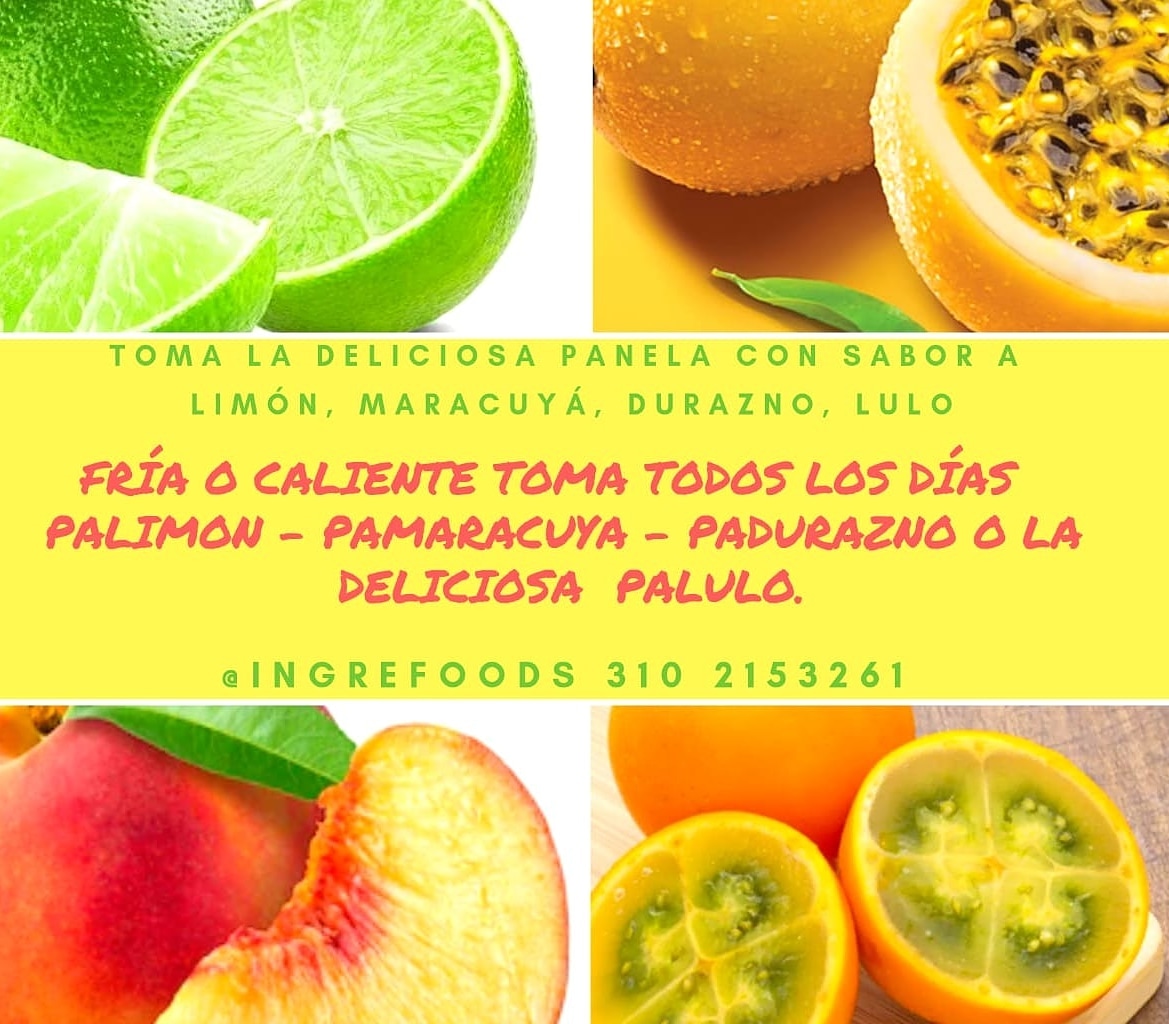 TOMA LA DELICIOSA PANELA CON SABOR A
LIMÓN, MARACUYÁ, DURAZNO, LULO
FRÍA O CALIENTE TOMA TODOS LOS DÍAS
PALIMON - PAMARACUYA - PADURAZNO O LA
DELICIOSA PALULO.
@INGREFOODS 310 2153261